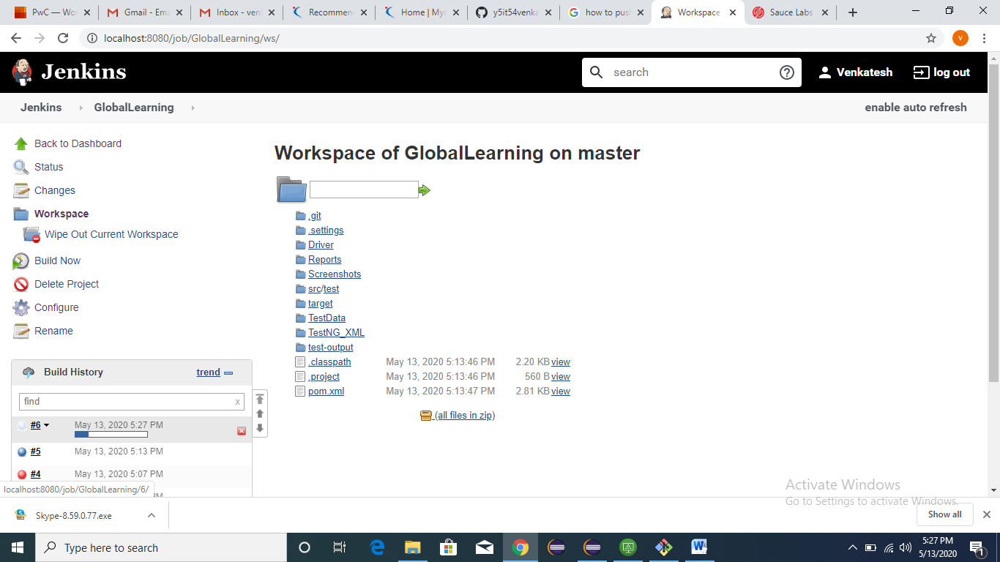 PwC — Wor
Gmail - Ema
Inbox - venk
Recommen
Home | Myn
y5it54venka
how to push
Workspace
Sauce Labs
localhost:8080/job/GlobalLearning/ws/
V
Jenkins
search
Venkatesh
log out
Jenkins
GlobalLearning
enable auto refresh
Back to Dashboard
Status
Changes
Workspace
Wipe Out Current Workspace
Build Now
Delete Project
Configure
Rename
Workspace of GlobalLearning on master
.git
.settings
Driver
Reports
Screenshots
src/test
target
TestData
TestNG_XML
test-output
.classpath May 13, 2020 5:13:46 PM 2.20 KB view
.project May 13, 2020 5:13:46 PM 560 B view
pom.xml May 13, 2020 5:13:47 PM 2.81 KB view
(all files in zip)
Build History trend
find x
#6 May 13, 2020 5:27 PM
#5 May 13, 2020 5:13 PM
#4 May 13, 2020 5:07 PM
localhost:8080/job/GlobalLearning/6/
Activate Windows
Go to Settings to activate Windows.
Skype-8.59.0.77.exe
Show all
Type here to search
5:27 PM
5/13/2020
1